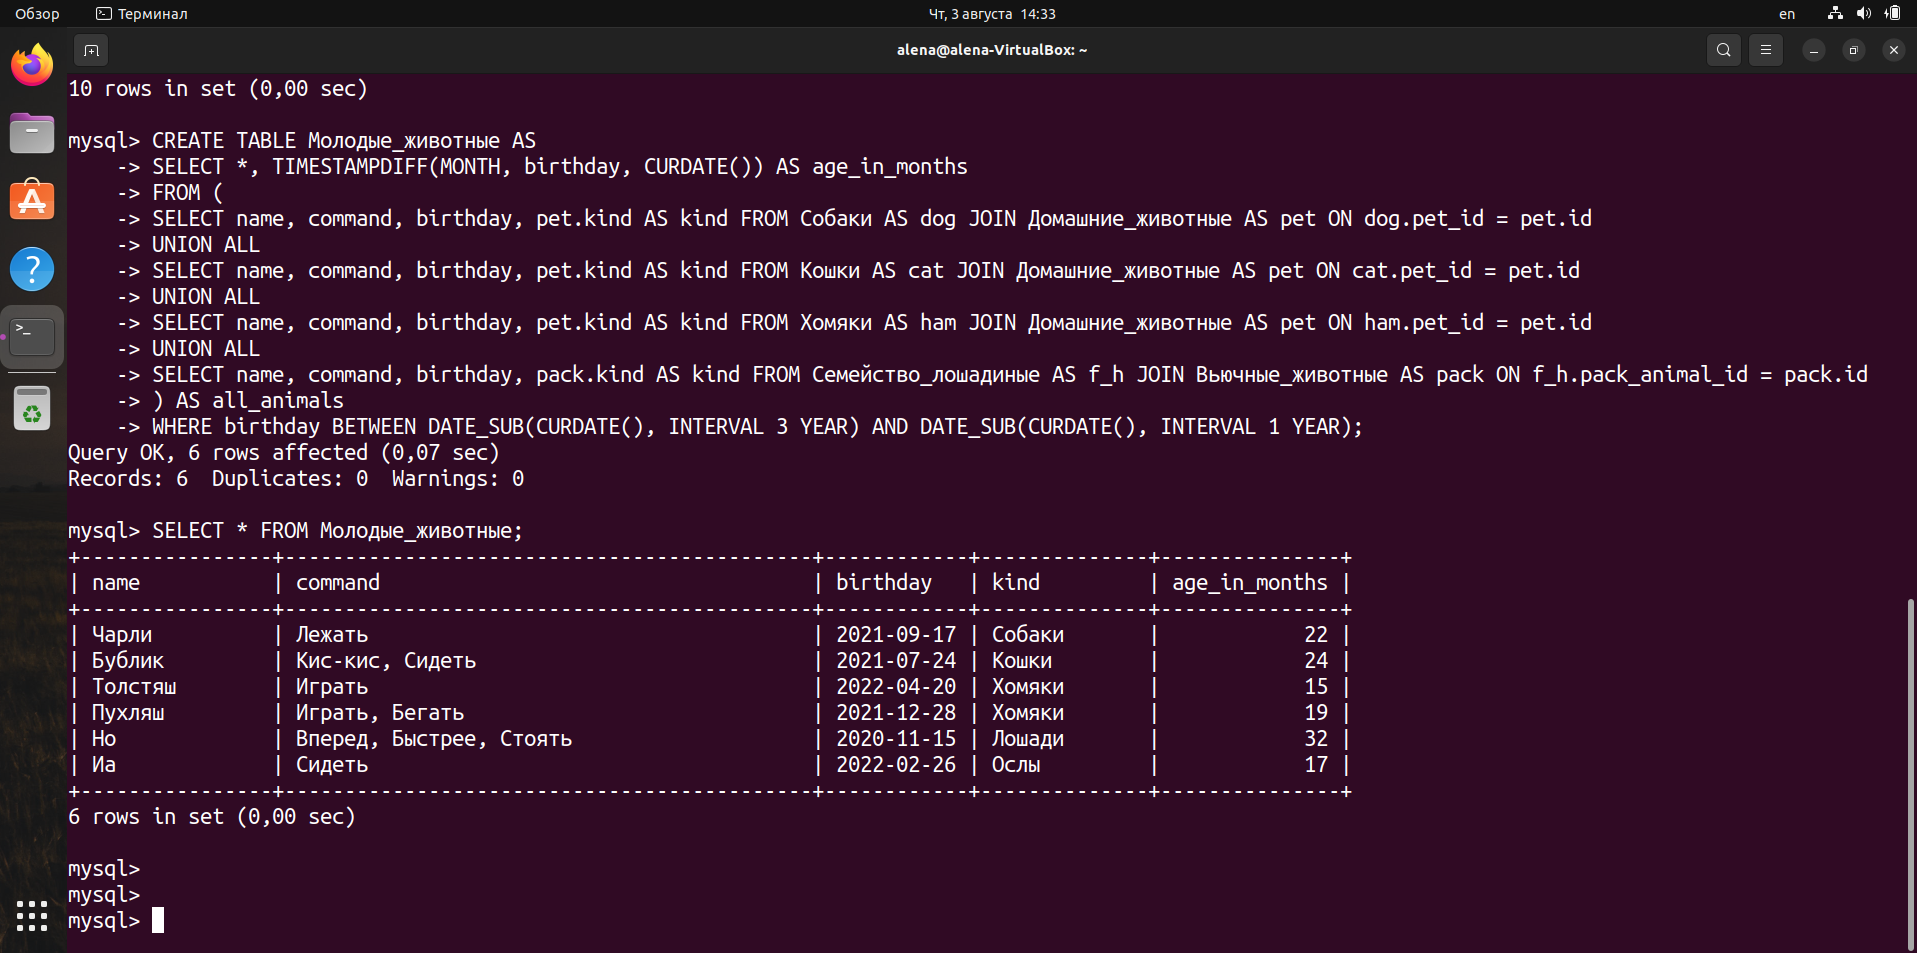 Обзор Терминал Чт, 3 августа 14:33 en
alena@alena-VirtualBox: ~
10 rows in set (0,00 sec)
mysql> CREATE TABLE Молодые_животные AS
    -> SELECT *, TIMESTAMPDIFF(MONTH, birthday, CURDATE()) AS age_in_months
    -> FROM (
    -> SELECT name, command, birthday, pet.kind AS kind FROM Собаки AS dog JOIN Домашние_животные AS pet ON dog.pet_id = pet.id
    -> UNION ALL
    -> SELECT name, command, birthday, pet.kind AS kind FROM Кошки AS cat JOIN Домашние_животные AS pet ON cat.pet_id = pet.id
    -> UNION ALL
    -> SELECT name, command, birthday, pet.kind AS kind FROM Хомяки AS ham JOIN Домашние_животные AS pet ON ham.pet_id = pet.id
    -> UNION ALL
    -> SELECT name, command, birthday, pack.kind AS kind FROM Семейство_лошадиные AS f_h JOIN Вьючные_животные AS pack ON f_h.pack_animal_id = pack.id
    -> ) AS all_animals
    -> WHERE birthday BETWEEN DATE_SUB(CURDATE(), INTERVAL 3 YEAR) AND DATE_SUB(CURDATE(), INTERVAL 1 YEAR);
Query OK, 6 rows affected (0,07 sec)
Records: 6  Duplicates: 0  Warnings: 0
mysql> SELECT * FROM Молодые_животные;
+----------------+--------------------------------------------+------------+--------------+---------------+
| name           | command                                    | birthday   | kind         | age_in_months |
+----------------+--------------------------------------------+------------+--------------+---------------+
| Чарли          | Лежать                                     | 2021-09-17 | Собаки       |            22 |
| Бублик         | Кис-кис, Сидеть                            | 2021-07-24 | Кошки        |            24 |
| Толстяш        | Играть                                     | 2022-04-20 | Хомяки       |            15 |
| Пухляш         | Играть, Бегать                             | 2021-12-28 | Хомяки       |            19 |
| Но             | Вперед, Быстрее, Стоять                    | 2020-11-15 | Лошади       |            32 |
| Иа             | Сидеть                                     | 2022-02-26 | Ослы         |            17 |
+----------------+--------------------------------------------+------------+--------------+---------------+
6 rows in set (0,00 sec)
mysql>
mysql>
mysql>